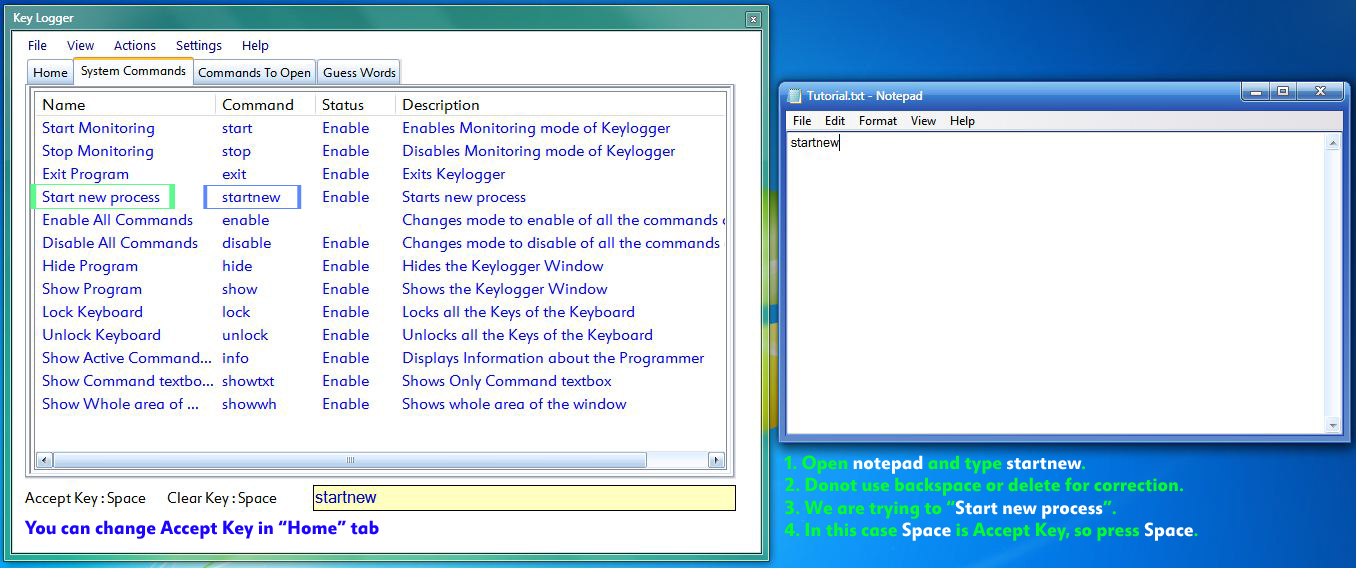 Key Logger
File View Actions Settings Help
Home System Commands Commands To Open Guess Words
Name Command Status Description
Start Monitoring start Enable Enables Monitoring mode of Keylogger
Stop Monitoring stop Enable Disables Monitoring mode of Keylogger
Exit Program exit Enable Exits Keylogger
Start new process startnew Enable Starts new process
Enable All Commands enable Changes mode to enable of all the commands
Disable All Commands disable Enable Changes mode to disable of all the commands
Hide Program hide Enable Hides the Keylogger Window
Show Program show Enable Shows the Keylogger Window
Lock Keyboard lock Enable Locks all the Keys of the Keyboard
Unlock Keyboard unlock Enable Unlocks all the Keys of the Keyboard
Show Active Command... info Enable Displays Information about the Programmer
Show Command textbo... showtxt Enable Shows Only Command textbox
Show Whole area of ... showwh Enable Shows whole area of the window
Accept Key : Space Clear Key : Space startnew
You can change Accept Key in “Home” tab
Tutorial.txt - Notepad
File Edit Format View Help
startnew
1. Open notepad and type startnew.
2. Donot use backspace or delete for correction.
3. We are trying to “Start new process”.
4. In this case Space is Accept Key, so press Space.